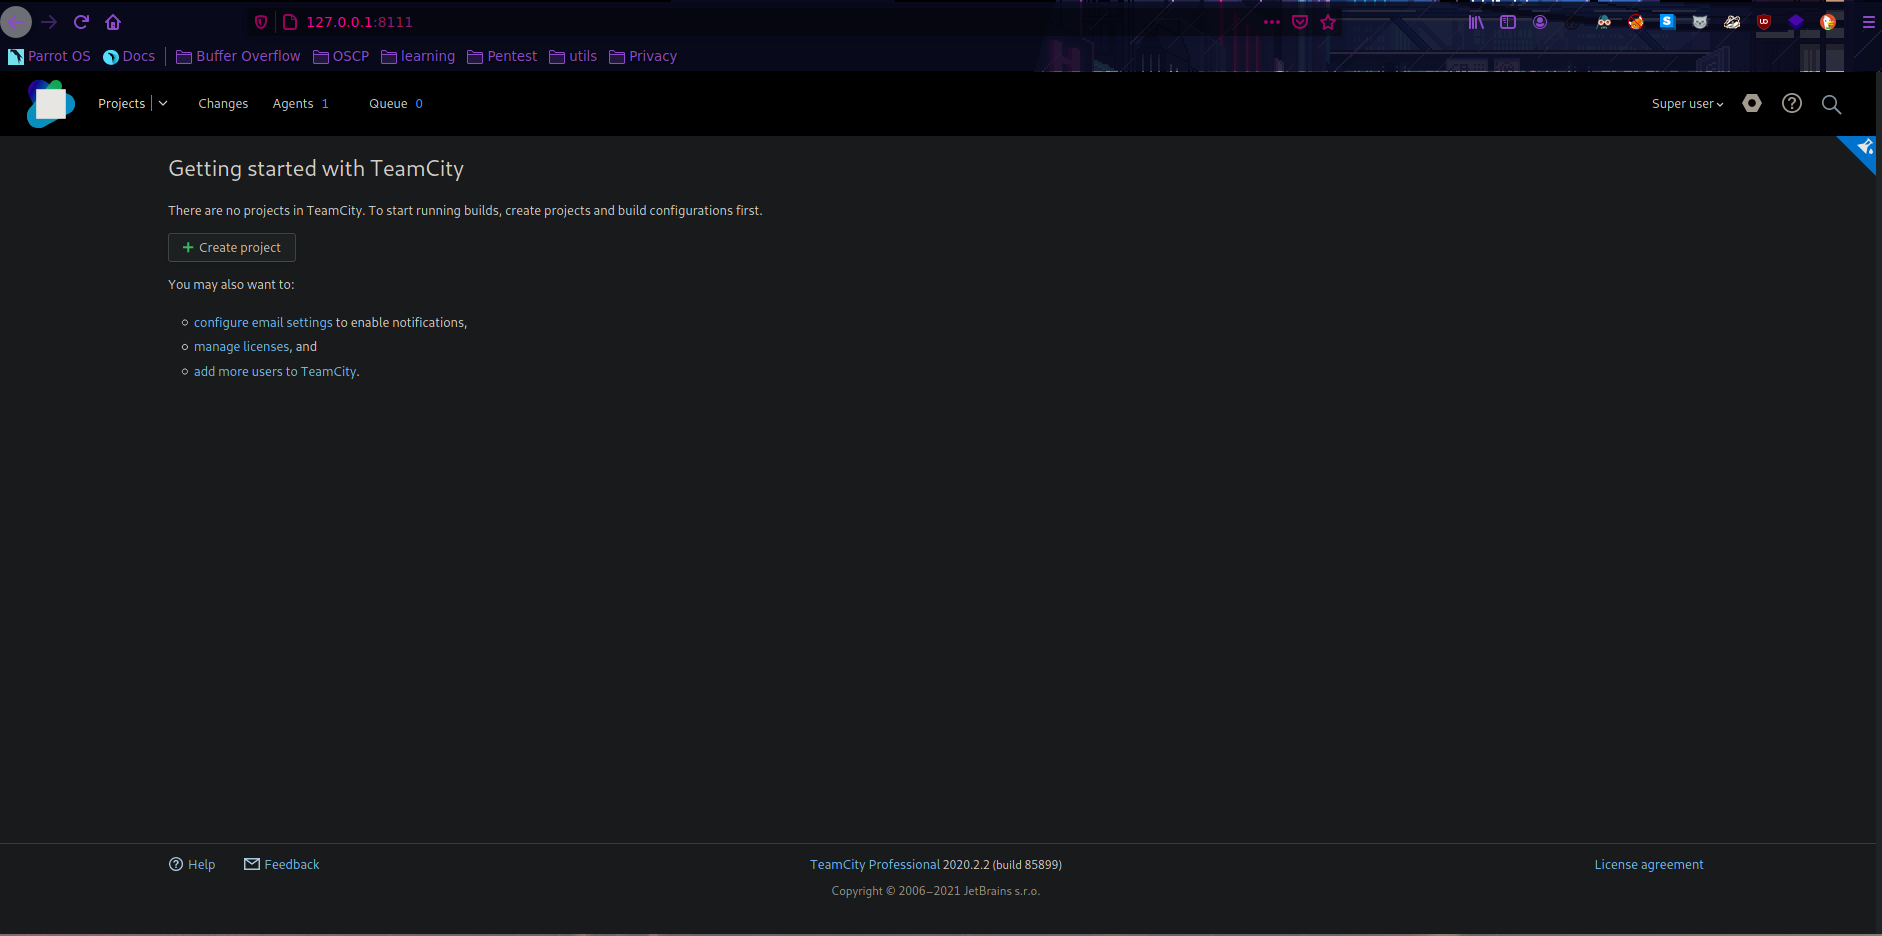 127.0.0.1:8111
Parrot OS Docs Buffer Overflow OSCP learning Pentest utils Privacy
Projects Changes Agents 1 Queue 0 Super user
Getting started with TeamCity
There are no projects in TeamCity. To start running builds, create projects and build configurations first.
+ Create project
You may also want to:
configure email settings to enable notifications,
manage licenses, and
add more users to TeamCity.
Help Feedback TeamCity Professional 2020.2.2 (build 85899) License agreement
Copyright © 2006–2021 JetBrains s.r.o.